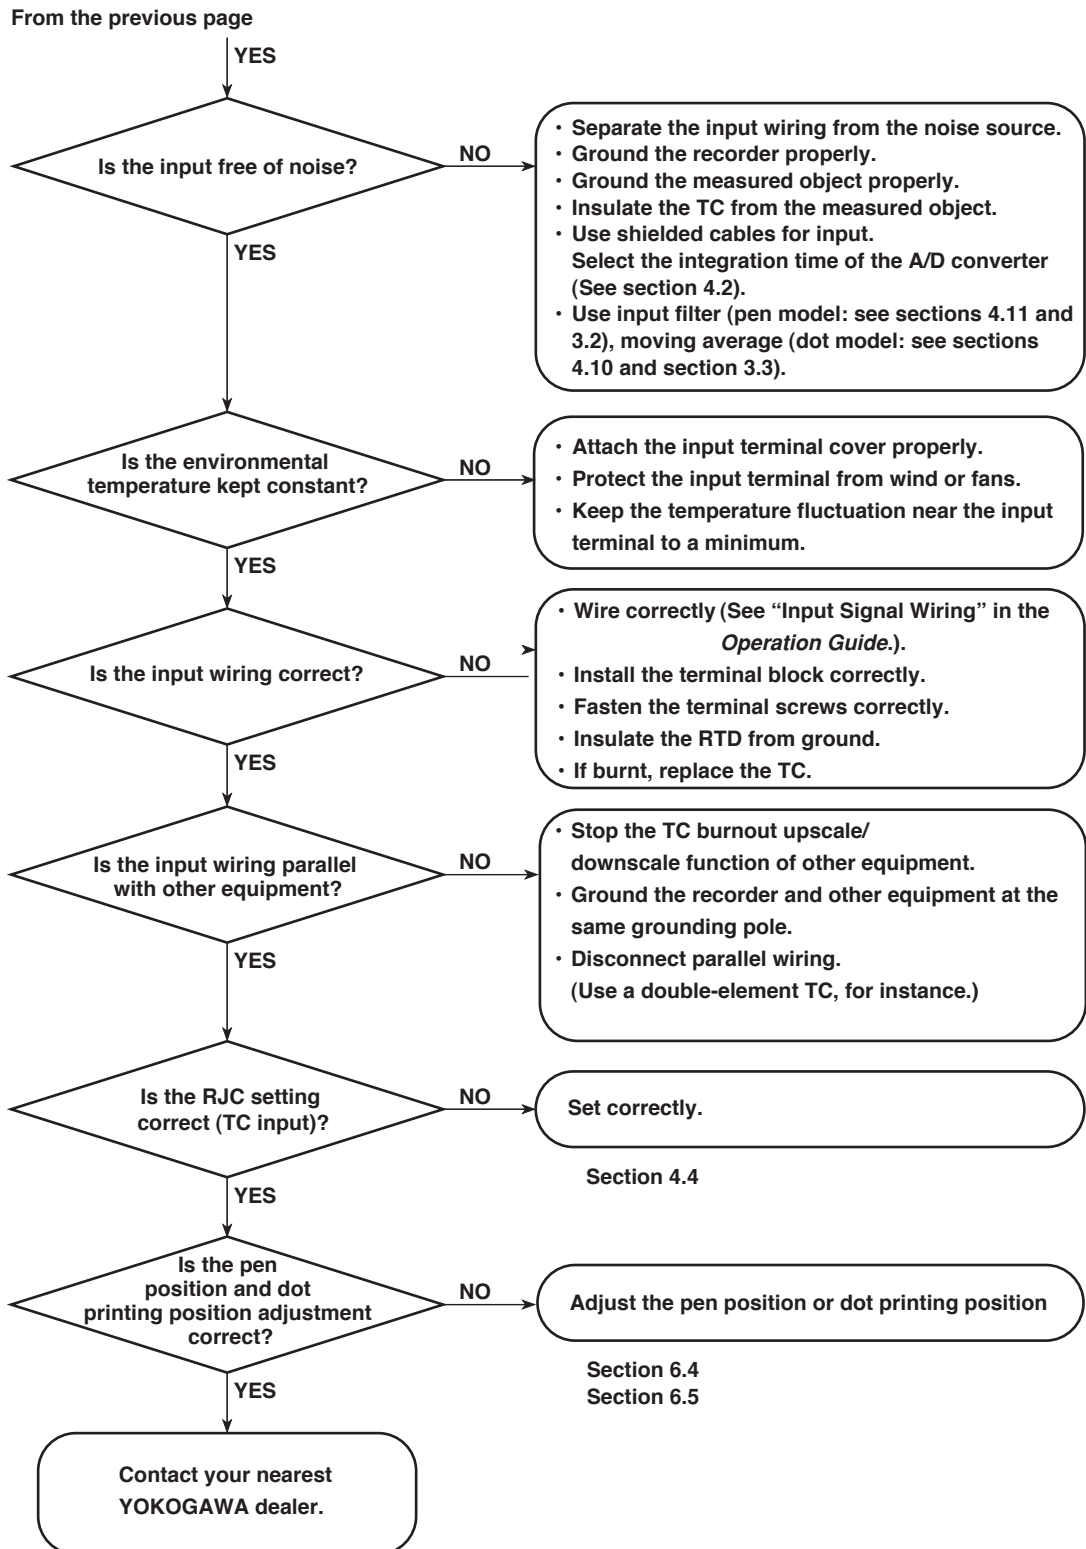 From the previous page
YES
Is the input free of noise?
NO
・Separate the input wiring from the noise source.
・Ground the recorder properly.
・Ground the measured object properly.
・Insulate the TC from the measured object.
・Use shielded cables for input.
Select the integration time of the A/D converter
(See section 4.2).
・Use input filter (pen model: see sections 4.11 and
3.2), moving average (dot model: see sections
4.10 and section 3.3).
YES
Is the environmental
temperature kept constant?
NO
・Attach the input terminal cover properly.
・Protect the input terminal from wind or fans.
・Keep the temperature fluctuation near the input
terminal to a minimum.
YES
Is the input wiring correct?
NO
・Wire correctly (See “Input Signal Wiring” in the
Operation Guide.).
・Install the terminal block correctly.
・Fasten the terminal screws correctly.
・Insulate the RTD from ground.
・If burnt, replace the TC.
YES
Is the input wiring parallel
with other equipment?
NO
・Stop the TC burnout upscale/
downscale function of other equipment.
・Ground the recorder and other equipment at the
same grounding pole.
・Disconnect parallel wiring.
(Use a double-element TC, for instance.)
YES
Is the RJC setting
correct (TC input)?
NO
Set correctly.
Section 4.4
YES
Is the pen
position and dot
printing position adjustment
correct?
NO
Adjust the pen position or dot printing position
Section 6.4
Section 6.5
YES
Contact your nearest
YOKOGAWA dealer.